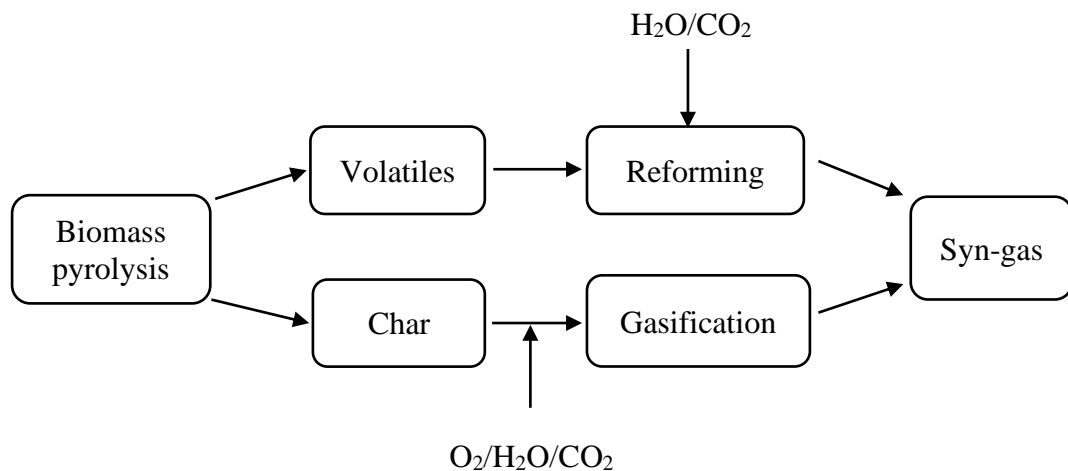 H₂O/CO₂
Volatiles
Reforming
Biomass
pyrolysis
Syn-gas
Char
Gasification
O₂/H₂O/CO₂